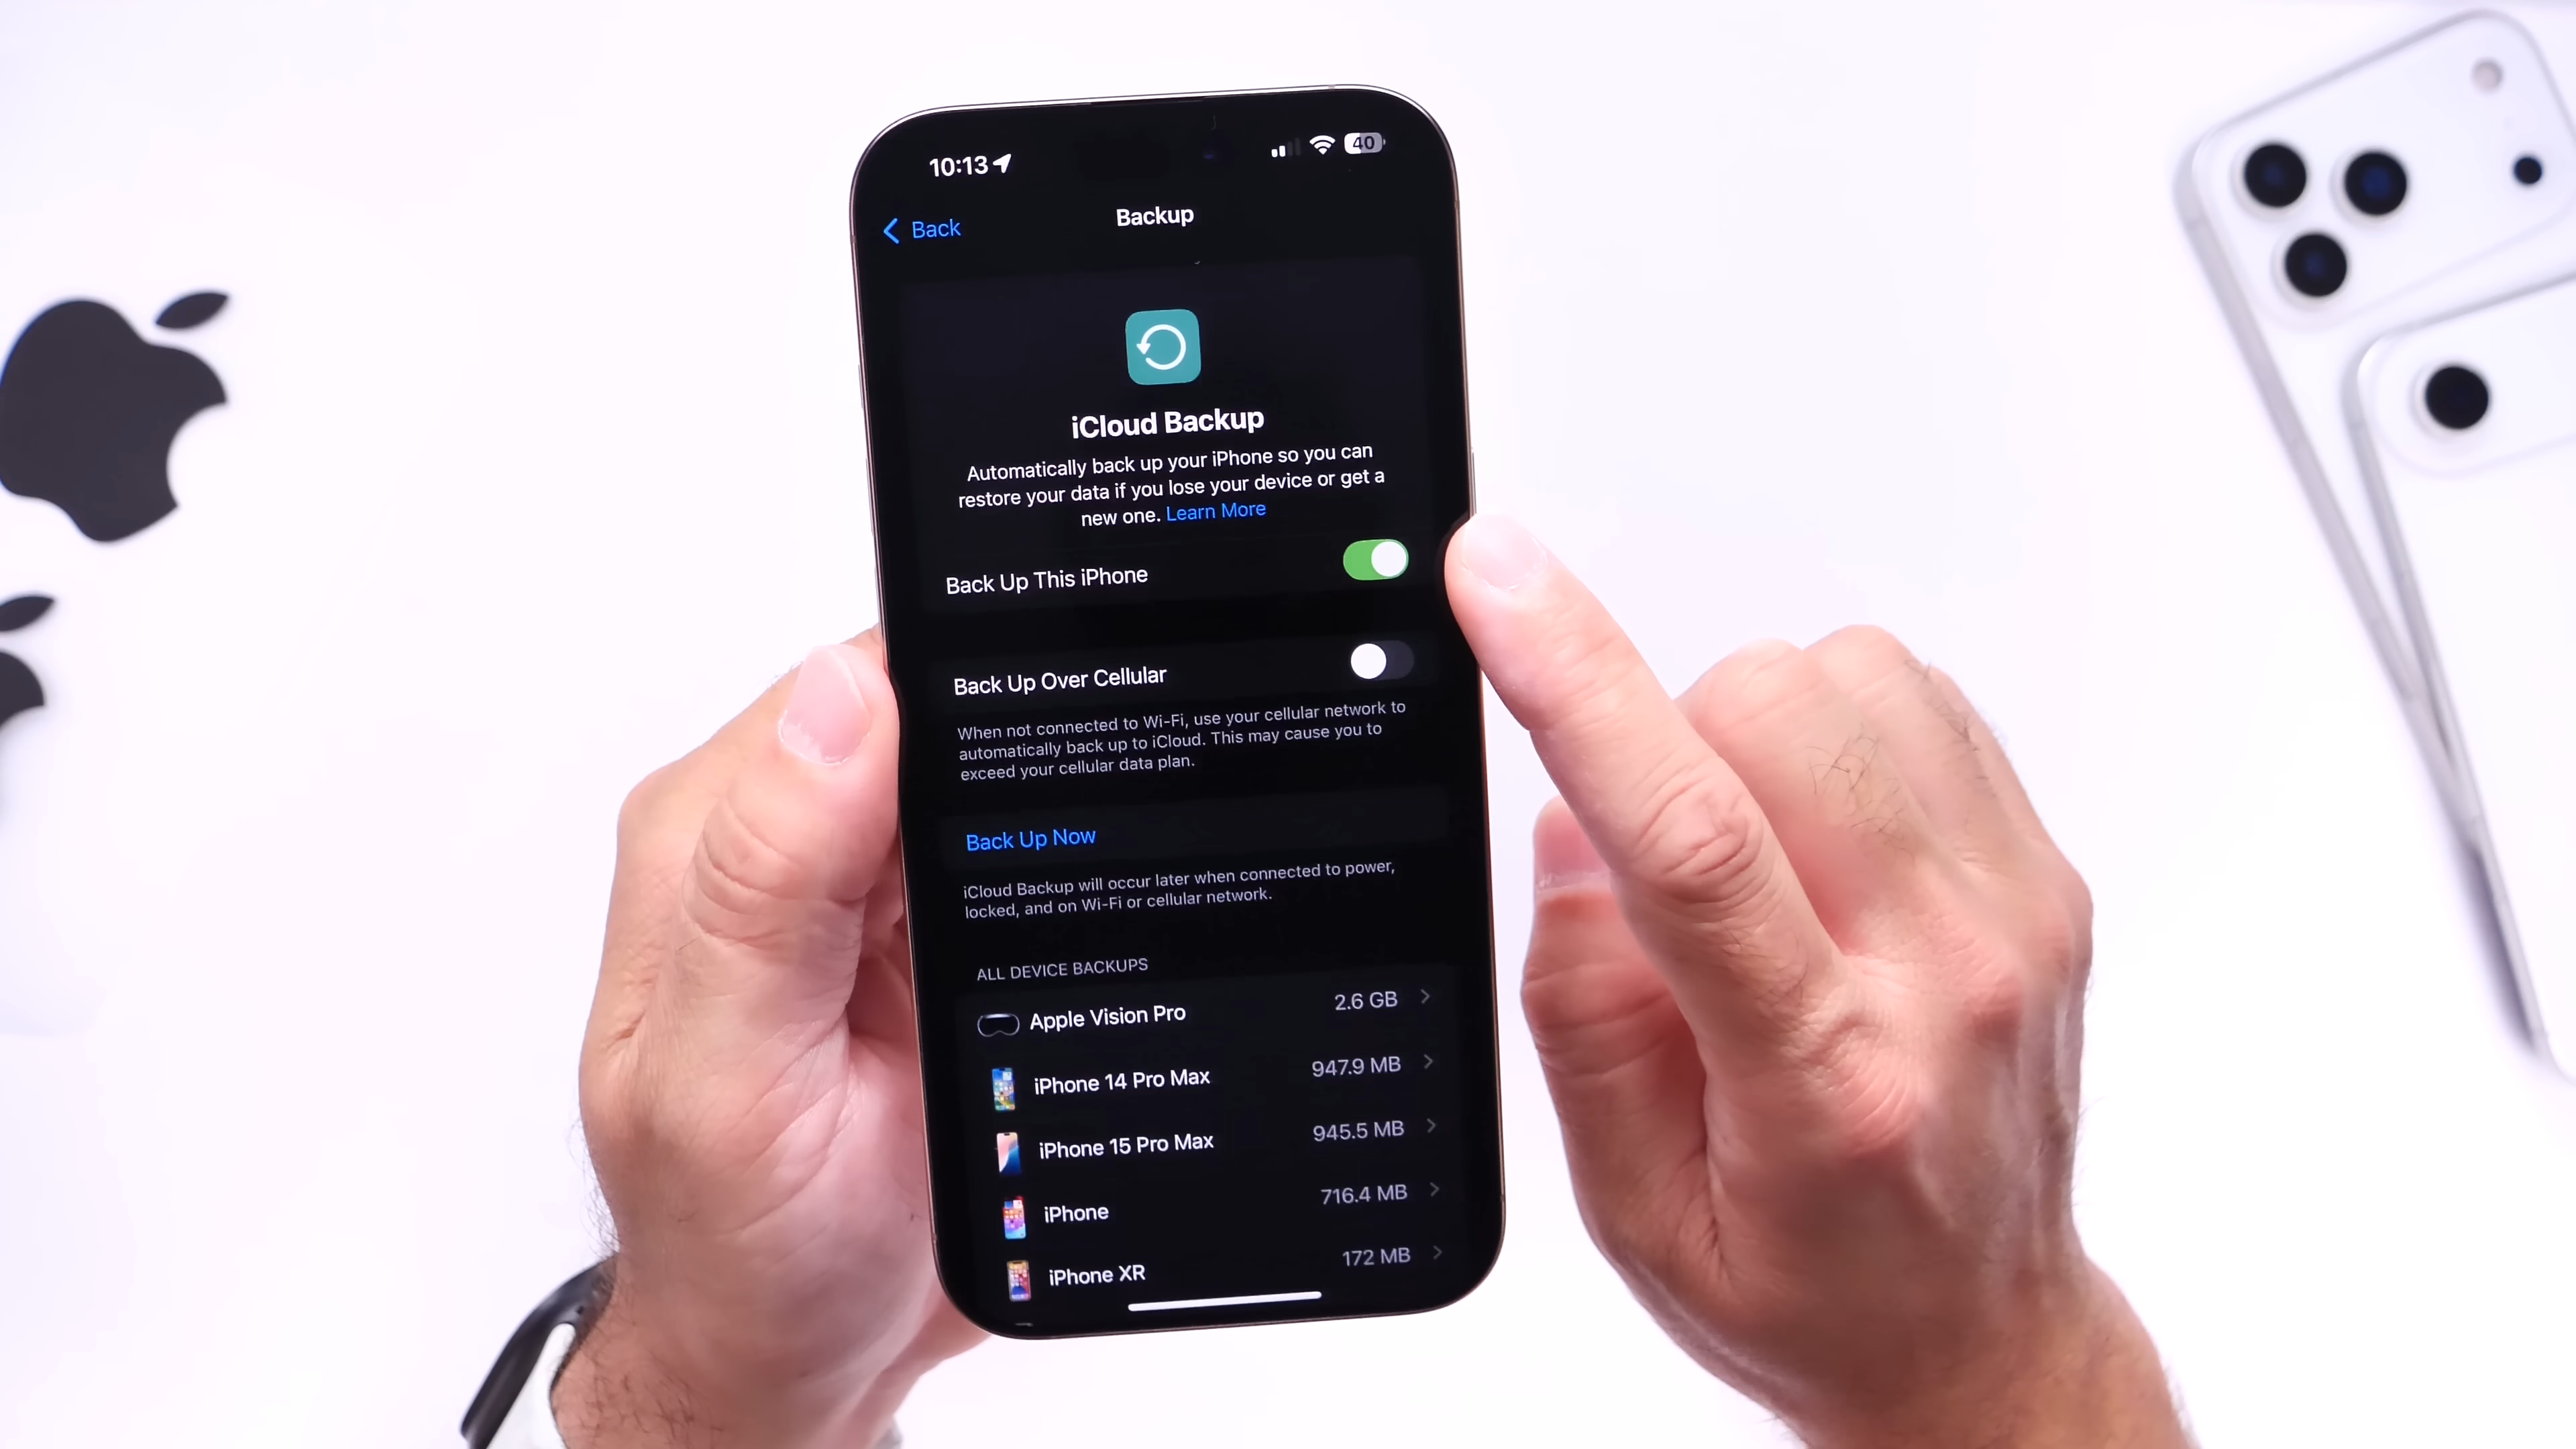 10:13
40
Back
Backup
iCloud Backup
Automatically back up your iPhone so you can
restore your data if you lose your device or get a
new one. Learn More
Back Up This iPhone
Back Up Over Cellular
When not connected to Wi-Fi, use your cellular network to
automatically back up to iCloud. This may cause you to
exceed your cellular data plan.
Back Up Now
iCloud Backup will occur later when connected to power,
locked, and on Wi-Fi or cellular network.
ALL DEVICE BACKUPS
Apple Vision Pro 2.6 GB
iPhone 14 Pro Max 947.9 MB
iPhone 15 Pro Max 945.5 MB
iPhone 716.4 MB
iPhone XR 172 MB